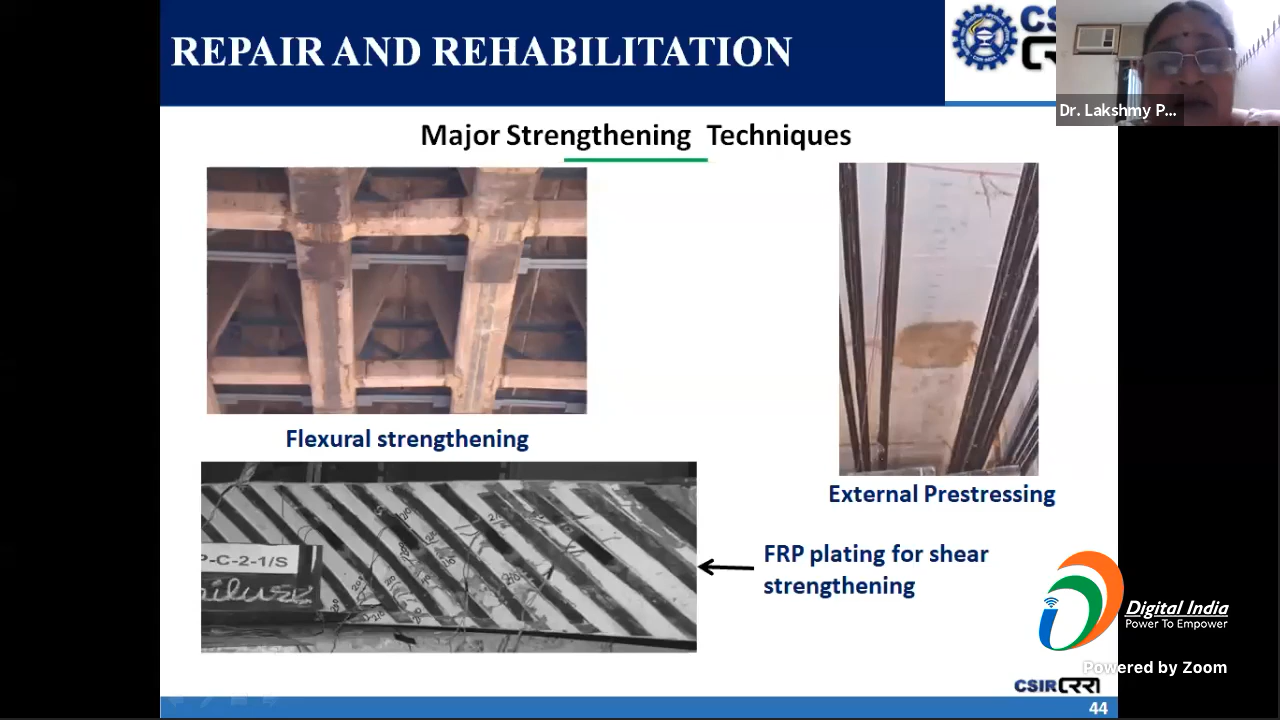 REPAIR AND REHABILITATION
Dr. Lakshmy P...
Major Strengthening Techniques
Flexural strengthening
External Prestressing
P-C-2-1/S
FRP plating for shear
strengthening
Digital India
Power To Empower
Powered by Zoom
CSIR
44